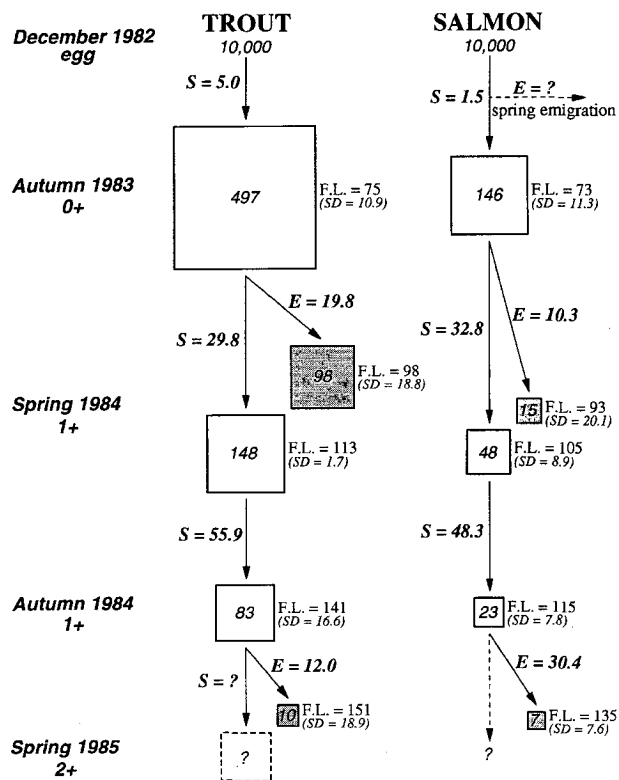 TROUT SALMON
December 1982
egg
10,000 10,000
S = 5.0
S = 1.5
E = ?
spring emigration
Autumn 1983
0+
497
F.L. = 75
(SD = 10.9)
146
F.L. = 73
(SD = 11.3)
E = 19.8
S = 29.8
E = 10.3
S = 32.8
98
F.L. = 98
(SD = 18.8)
15
F.L. = 93
(SD = 20.1)
Spring 1984
1+
148
F.L. = 113
(SD = 1.7)
48
F.L. = 105
(SD = 8.9)
S = 55.9
S = 48.3
Autumn 1984
1+
83
F.L. = 141
(SD = 16.6)
23
F.L. = 115
(SD = 7.8)
S = ?
E = 12.0
E = 30.4
10
F.L. = 151
(SD = 18.9)
7
F.L. = 135
(SD = 7.6)
Spring 1985
2+
?
?